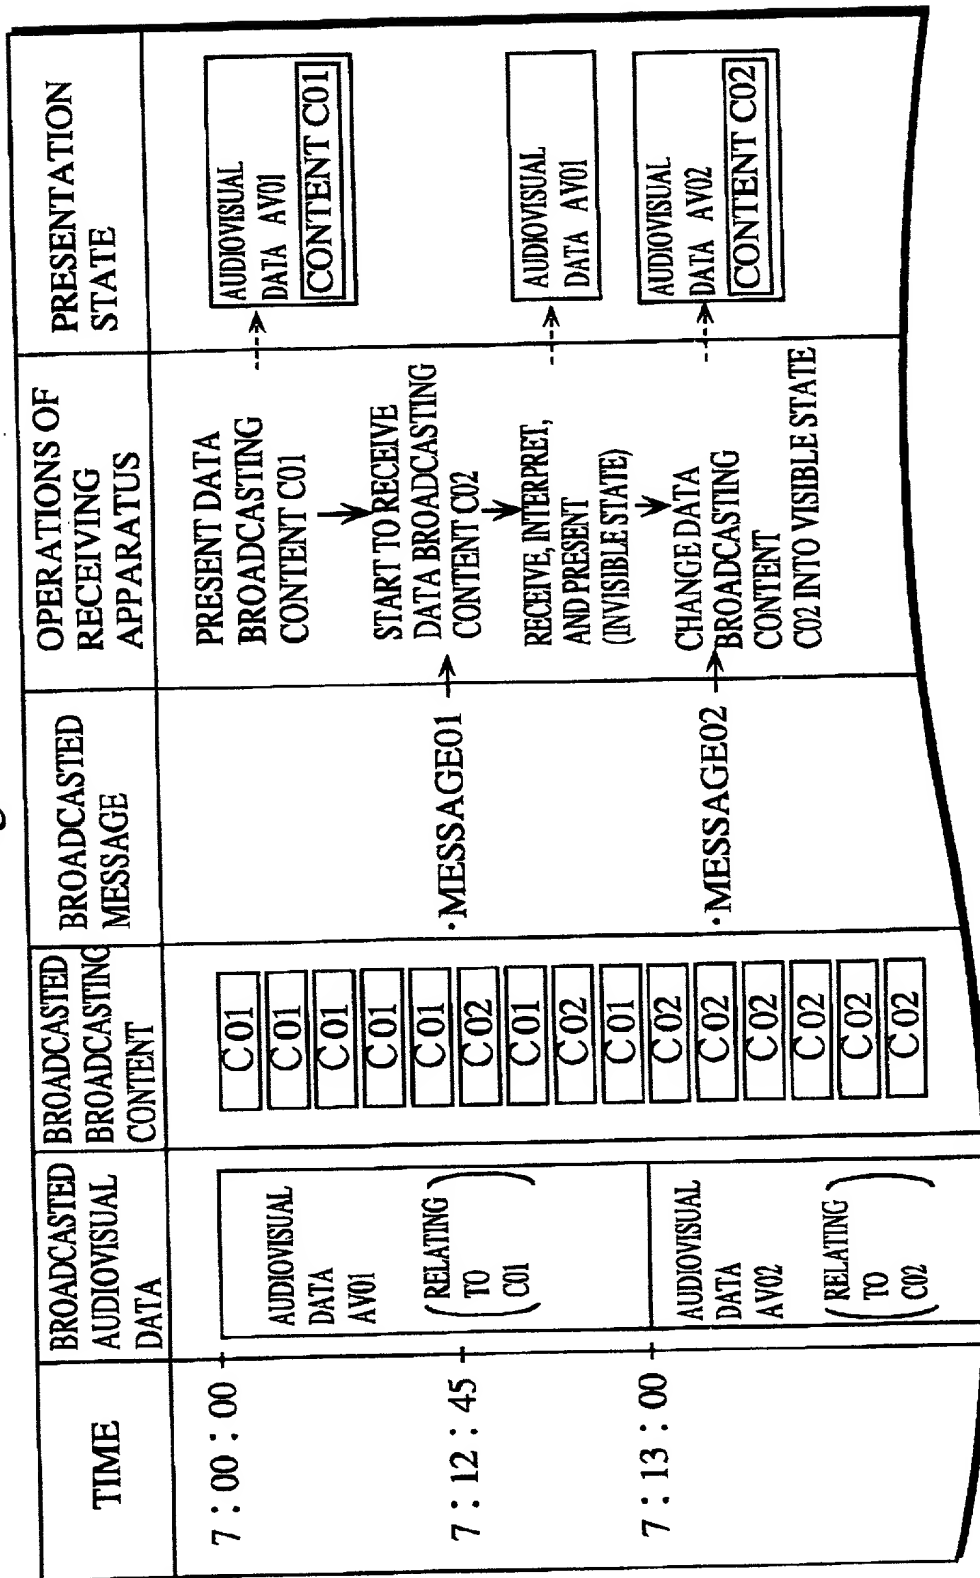 TIME
BROADCASTED
AUDIOVISUAL
DATA
BROADCASTED
BROADCASTING
CONTENT
BROADCASTED
MESSAGE
OPERATIONS OF
RECEIVING
APPARATUS
PRESENTATION
STATE
7:00:00
7:12:45
7:13:00
AUDIOVISUAL
DATA
AV01
(RELATING
TO
C01)
AUDIOVISUAL
DATA
AV02
(RELATING
TO
C02)
C01
C01
C01
C01
C01
C02
C01
C02
C01
C02
C02
C02
C02
C02
C02
·MESSAGE01
·MESSAGE02
PRESENT DATA
BROADCASTING
CONTENT C01
START TO RECEIVE
DATA BROADCASTING
CONTENT C02
RECEIVE, INTERPRET,
AND PRESENT
(INVISIBLE STATE)
CHANGE DATA
BROADCASTING
CONTENT
C02 INTO VISIBLE STATE
AUDIOVISUAL
DATA AV01
CONTENT C01
AUDIOVISUAL
DATA AV01
AUDIOVISUAL
DATA AV02
CONTENT C02